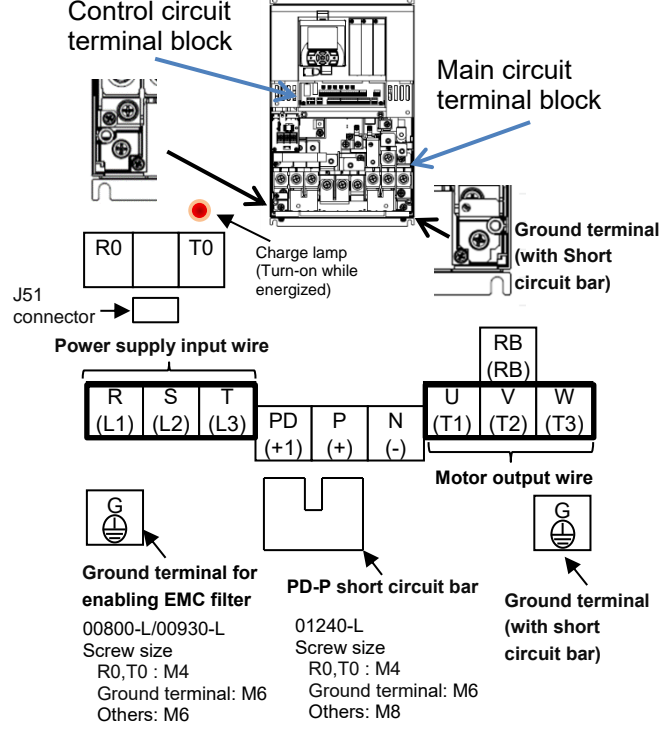 Control circuit
terminal block
Main circuit
terminal block
Ground terminal
(with Short
circuit bar)
R0 T0
Charge lamp
(Turn-on while
energized)
J51
connector
Power supply input wire
RB
(RB)
R S T
(L1) (L2) (L3)
PD P N
(+1) (+) (-)
U V W
(T1) (T2) (T3)
Motor output wire
G
Ground terminal for
enabling EMC filter
PD-P short circuit bar
G
Ground terminal
(with short
circuit bar)
00800-L/00930-L
Screw size
R0,T0 : M4
Ground terminal: M6
Others: M6
01240-L
Screw size
R0,T0 : M4
Ground terminal: M6
Others: M8